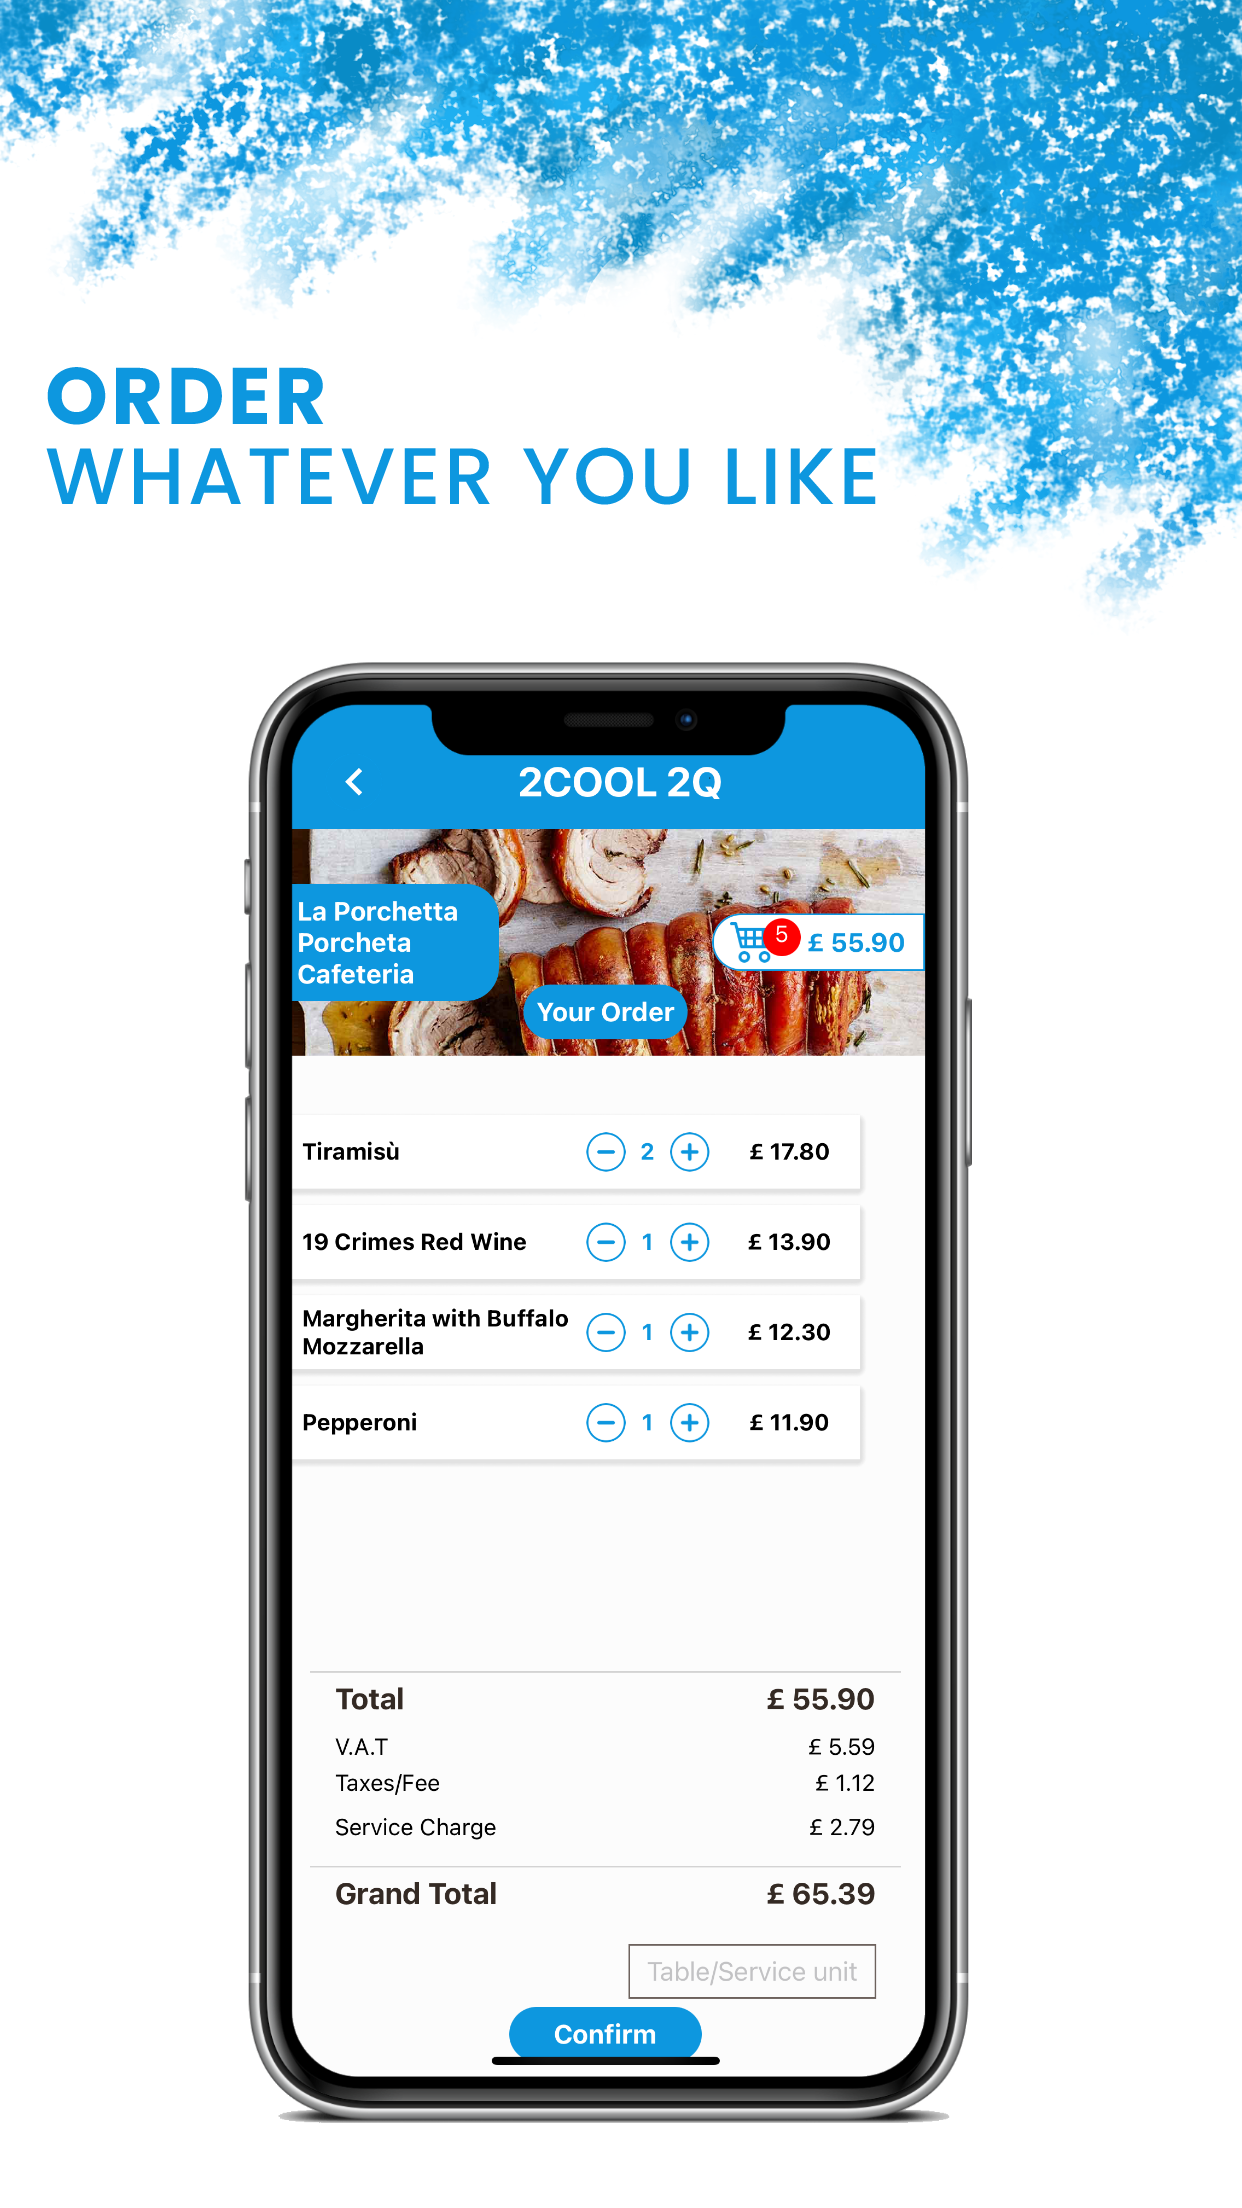 ORDER
WHATEVER YOU LIKE
2COOL 2Q
La Porchetta
Porcheta
Cafeteria
5
£ 55.90
Your Order
Tiramisù 2 £ 17.80
19 Crimes Red Wine 1 £ 13.90
Margherita with Buffalo
Mozzarella 1 £ 12.30
Pepperoni 1 £ 11.90
Total £ 55.90
V.A.T £ 5.59
Taxes/Fee £ 1.12
Service Charge £ 2.79
Grand Total £ 65.39
Table/Service unit
Confirm